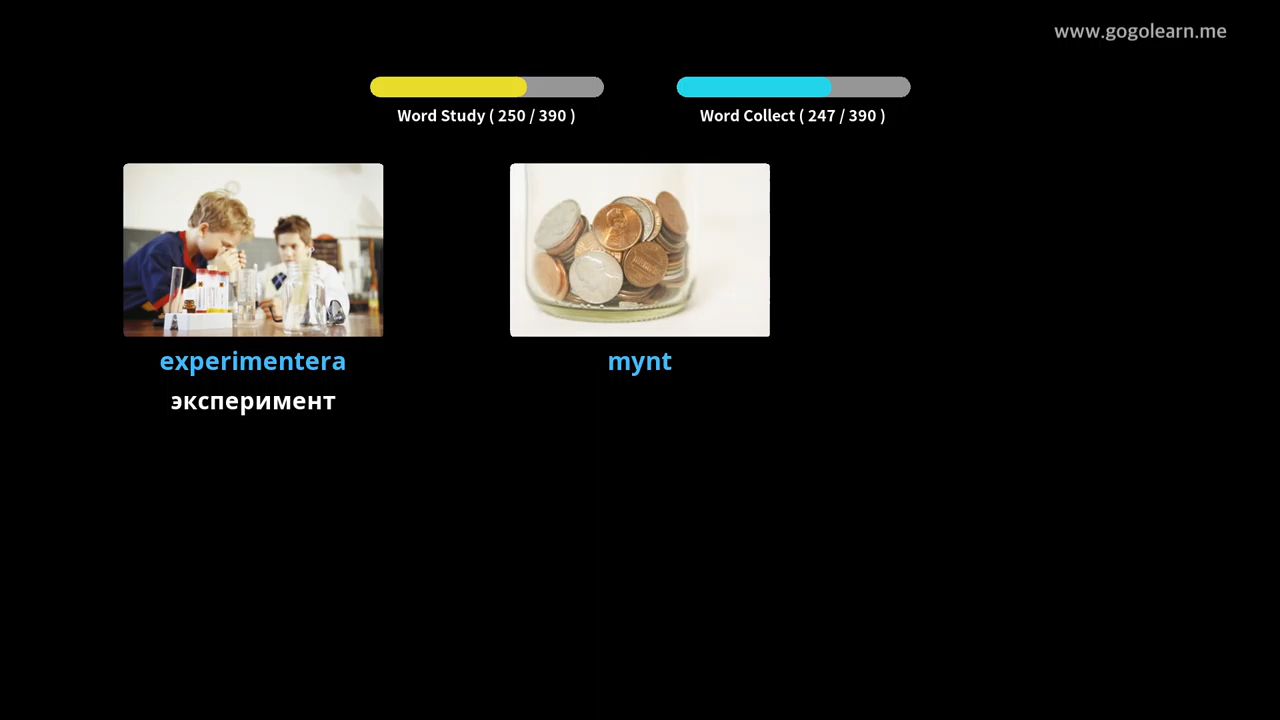 www.gogolearn.me
Word Study ( 250 / 390 )
Word Collect ( 247 / 390 )
experimentera
эксперимент
mynt